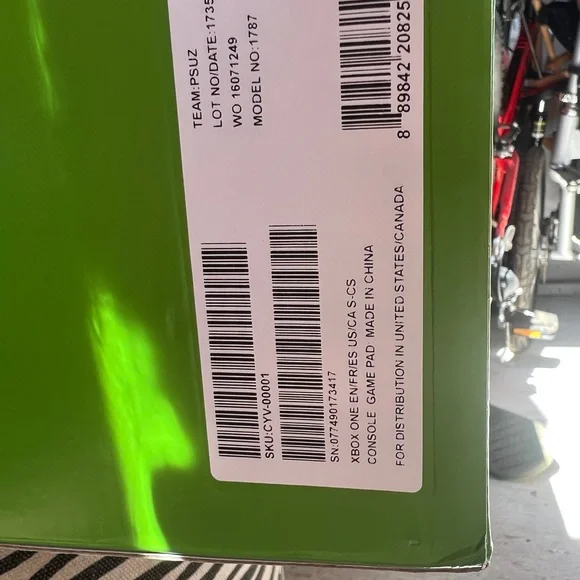 TEAM:PSUZ
LOT NO/DATE:1735
WO 16071249
MODEL NO:1787
8 89842 20825
SKU:CYV-00001
SN:077490173417
XBOX ONE EN/FR/ES US/CA S-CS
CONSOLE GAME PAD MADE IN CHINA
FOR DISTRIBUTION IN UNITED STATES/CANADA